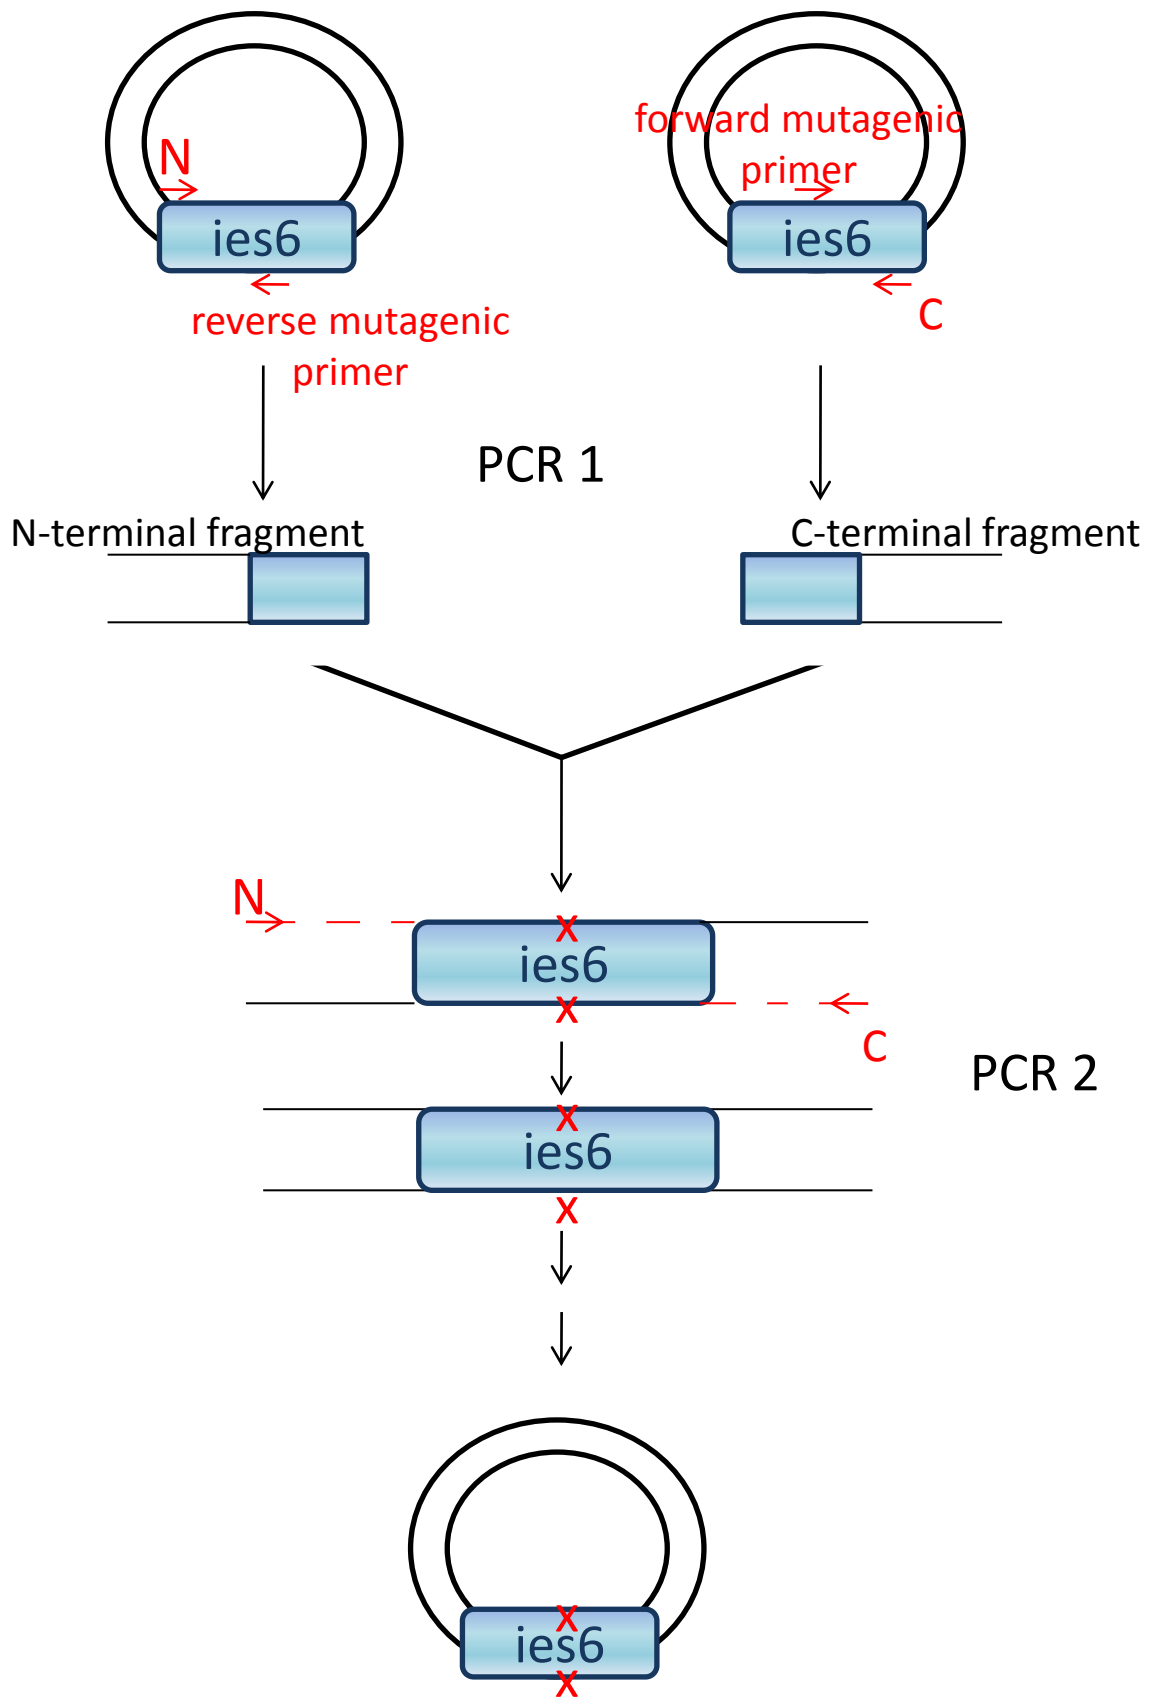 forward mutagenic
primer
N
ies6
ies6
C
reverse mutagenic
primer
PCR 1
N-terminal fragment
C-terminal fragment
N
x
ies6
x
C
PCR 2
x
ies6
x
x
ies6
x